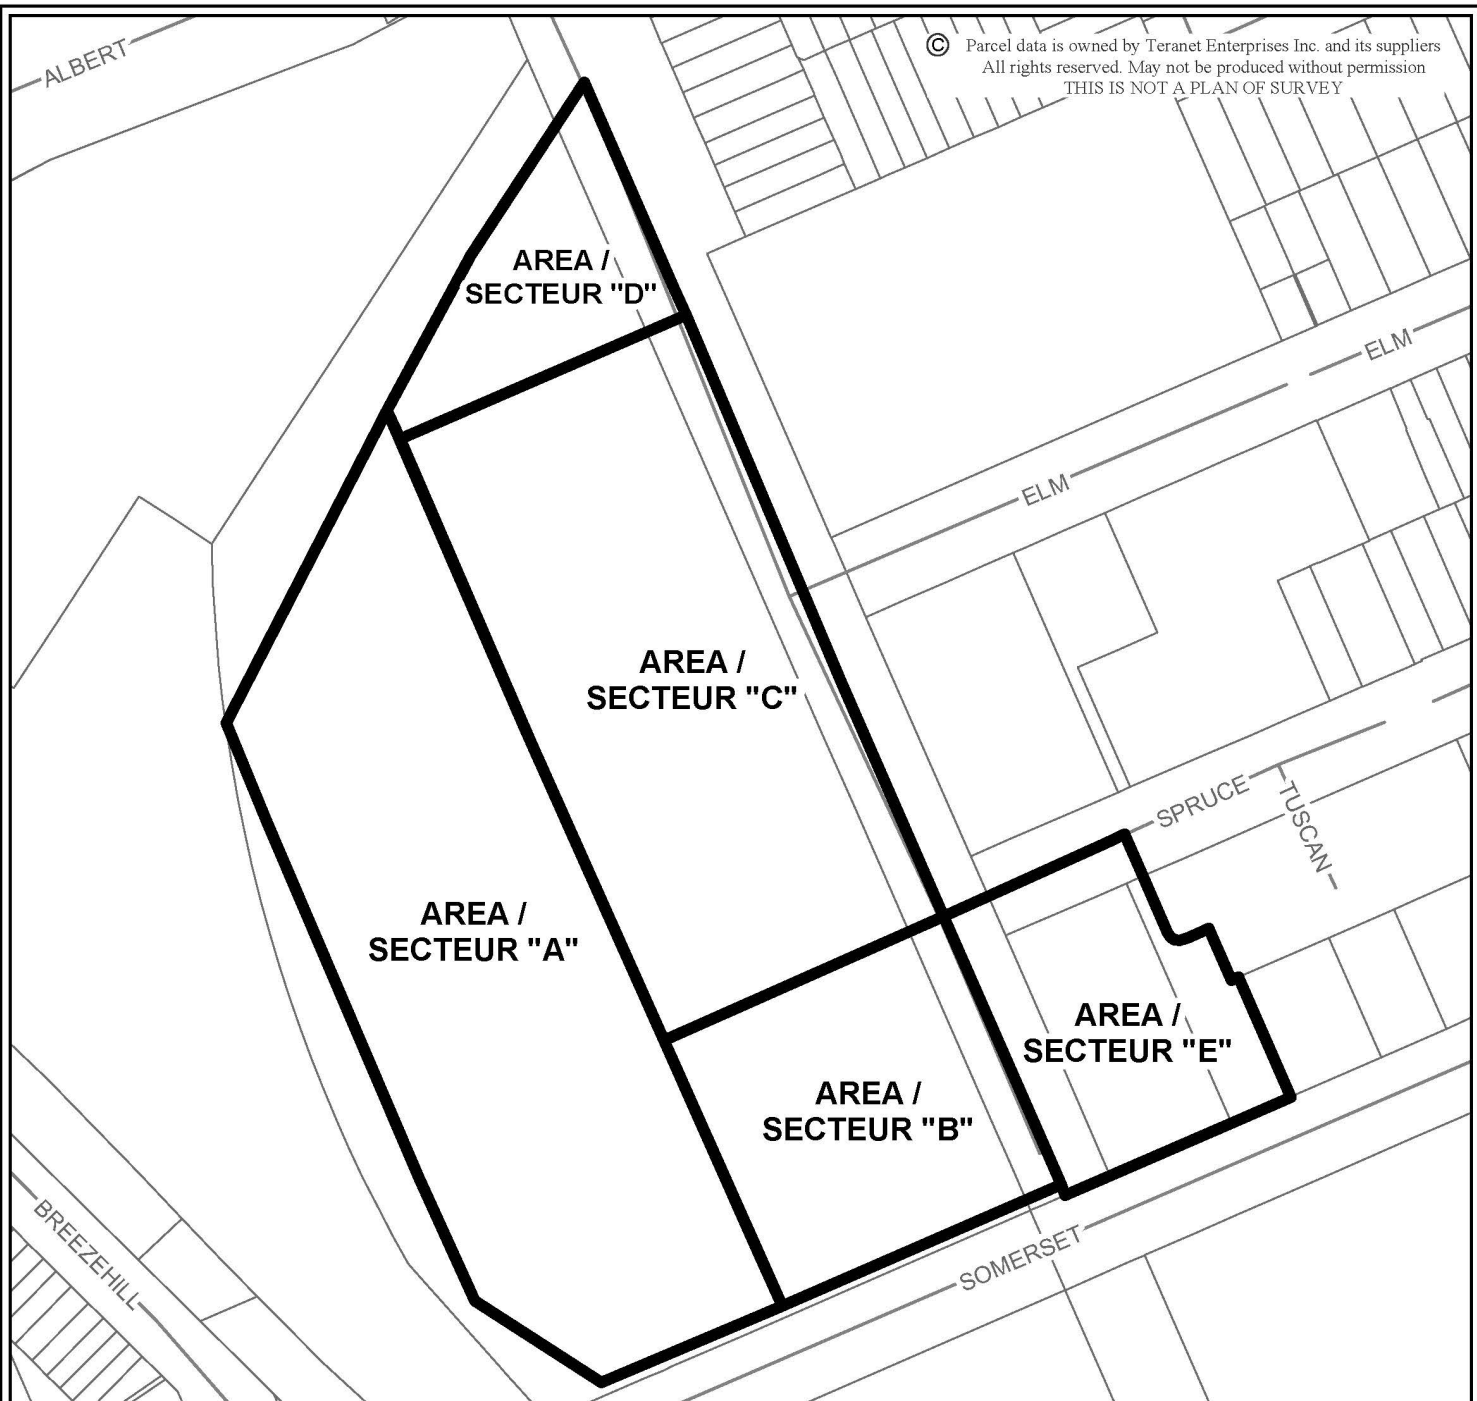 ALBERT
© Parcel data is owned by Teranet Enterprises Inc. and its suppliers
All rights reserved. May not be produced without permission
THIS IS NOT A PLAN OF SURVEY
AREA /
SECTEUR "D"
ELM
ELM
AREA /
SECTEUR "C"
SPRUCE
TUSCAN
AREA /
SECTEUR "A"
AREA /
SECTEUR "E"
AREA /
SECTEUR "B"
BREEZEHILL
SOMERSET